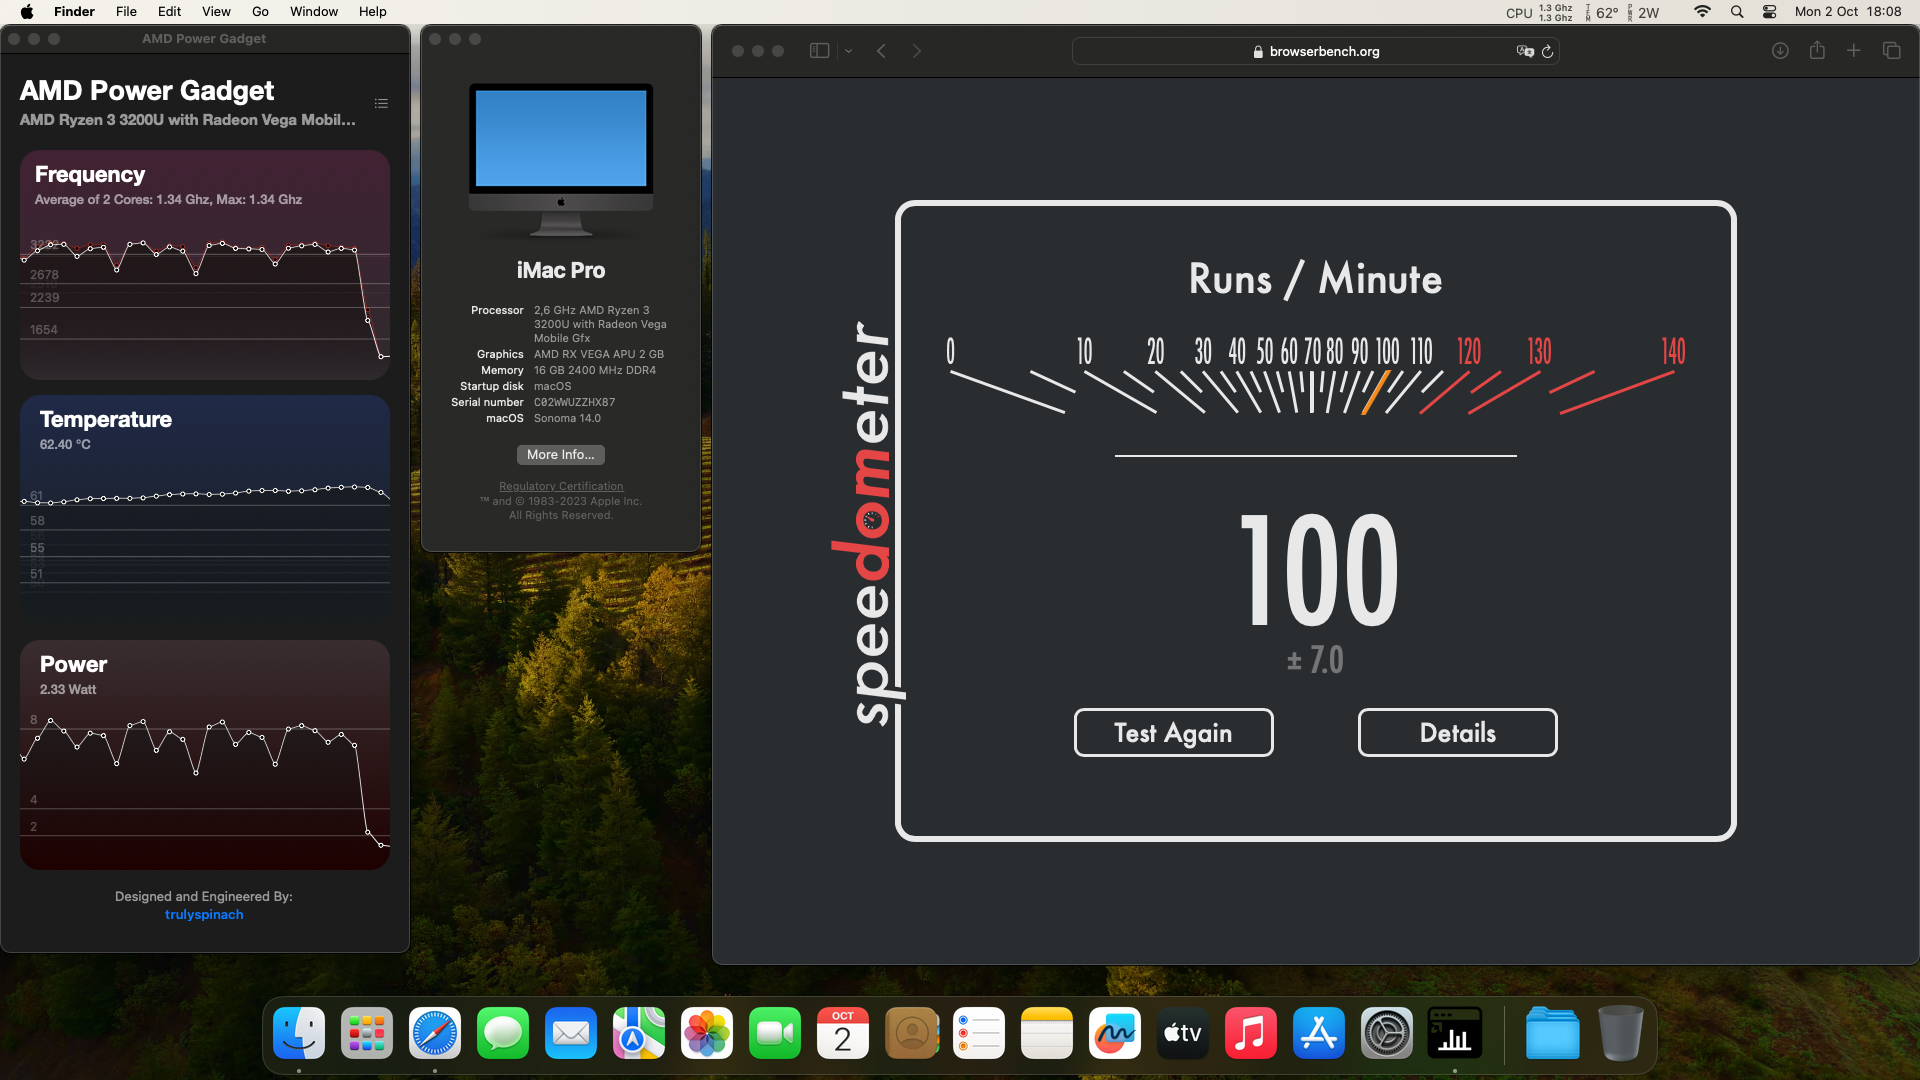 Finder File Edit View Go Window Help
CPU 1.3 Ghz 1.3 Ghz TEM 62° PWR 2W Mon 2 Oct 18:08
AMD Power Gadget
AMD Power Gadget
AMD Ryzen 3 3200U with Radeon Vega Mobil...
Frequency
Average of 2 Cores: 1.34 Ghz, Max: 1.34 Ghz
2678
2239
1654
Temperature
62.40 °C
61
58
55
51
Power
2.33 Watt
8
4
2
Designed and Engineered By:
trulyspinach
iMac Pro
Processor 2,6 GHz AMD Ryzen 3
3200U with Radeon Vega
Mobile Gfx
Graphics AMD RX VEGA APU 2 GB
Memory 16 GB 2400 MHz DDR4
Startup disk macOS
Serial number C02WWUZZHX87
macOS Sonoma 14.0
More Info...
Regulatory Certification
™ and © 1983-2023 Apple Inc.
All Rights Reserved.
browserbench.org
speedometer
Runs / Minute
0 10 20 30 40 50 60 70 80 90 100 110 120 130 140
100
± 7.0
Test Again Details
OCT
2
tv